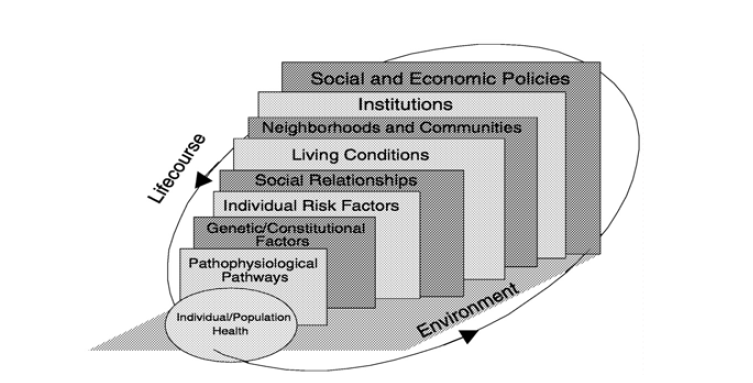 Social and Economic Policies
Institutions
Neighborhoods and Communities
Living Conditions
Lifecourse
Social Relationships
Individual Risk Factors
Genetic/Constitutional
Factors
Pathophysiological
Pathways
Environment
Individual/Population
Health